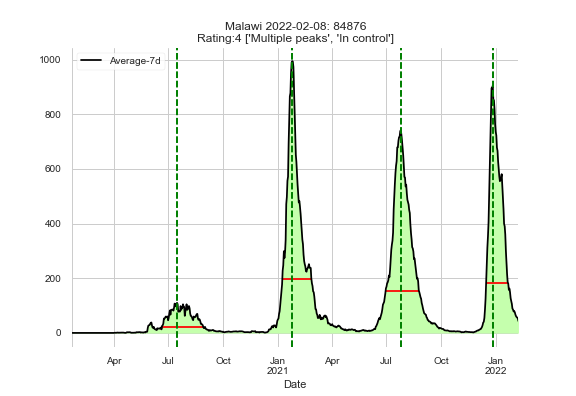 Malawi 2022-02-08: 84876
Rating:4 ['Multiple peaks', 'In control']
Average-7d
1000
800
600
400
200
0
Apr
Jul
Oct
Jan
2021
Apr
Jul
Oct
Jan
2022
Date